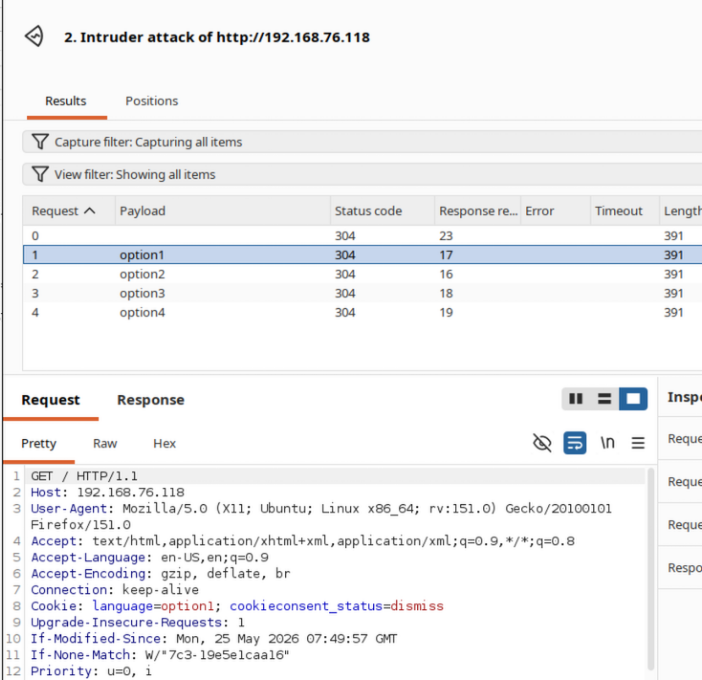 2. Intruder attack of http://192.168.76.118
Results Positions
Capture filter: Capturing all items
View filter: Showing all items
Request Payload Status code Response re... Error Timeout Length
0 304 23 391
1 option1 304 17 391
2 option2 304 16 391
3 option3 304 18 391
4 option4 304 19 391
Request Response Inspe
Pretty Raw Hex \n Reque
1 GET / HTTP/1.1
2 Host: 192.168.76.118
3 User-Agent: Mozilla/5.0 (X11; Ubuntu; Linux x86_64; rv:151.0) Gecko/20100101
Firefox/151.0
4 Accept: text/html,application/xhtml+xml,application/xml;q=0.9,*/*;q=0.8
5 Accept-Language: en-US,en;q=0.9
6 Accept-Encoding: gzip, deflate, br
7 Connection: keep-alive
8 Cookie: language=option1; cookieconsent_status=dismiss
9 Upgrade-Insecure-Requests: 1
10 If-Modified-Since: Mon, 25 May 2026 07:49:57 GMT
11 If-None-Match: W/"7c3-19e5e1caa16"
12 Priority: u=0, i
Reque
Reque
Respo